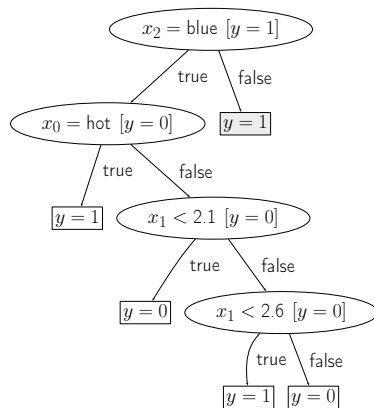 x₂ = blue [y = 1]
true
false
x₀ = hot [y = 0]
y = 1
true
false
y = 1
x₁ < 2.1 [y = 0]
true
false
y = 0
x₁ < 2.6 [y = 0]
true
false
y = 1
y = 0